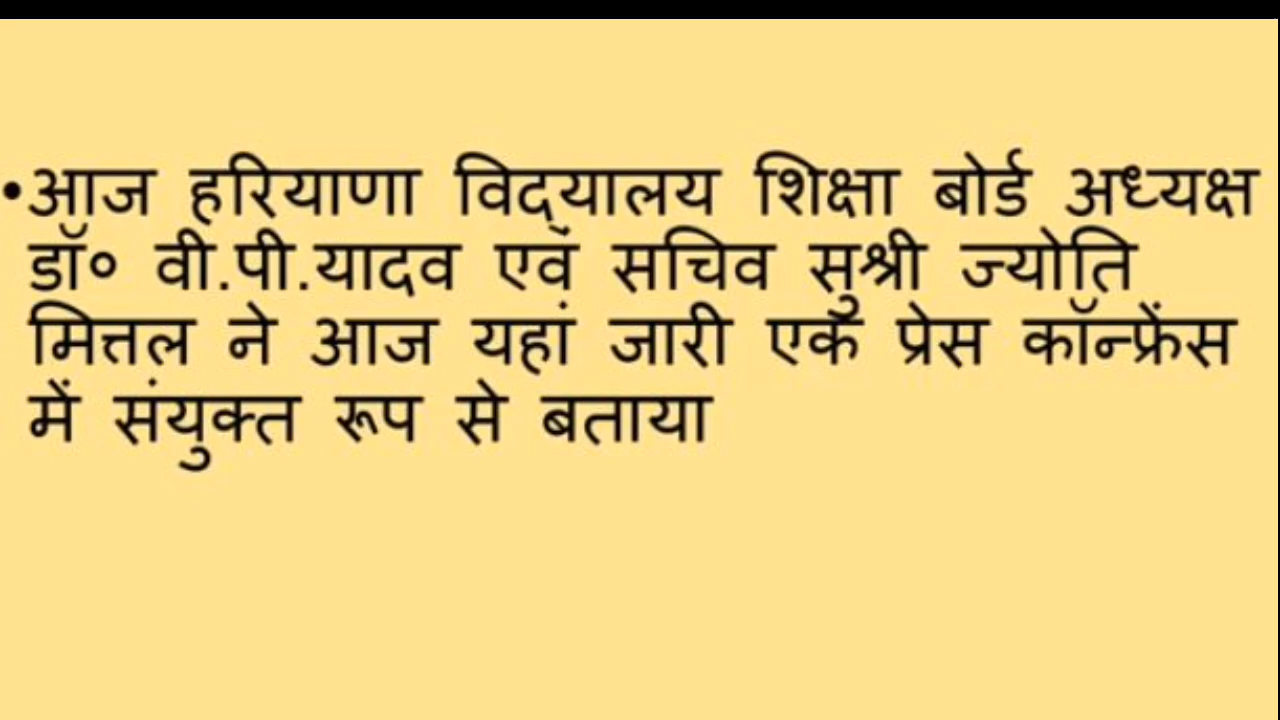 •आज हरियाणा विद्यालय शिक्षा बोर्ड अध्यक्ष
डॉ० वी.पी.यादव एवं सचिव सुश्री ज्योति
मित्तल ने आज यहां जारी एक प्रेस कॉन्फ्रेंस
में संयुक्त रूप से बताया